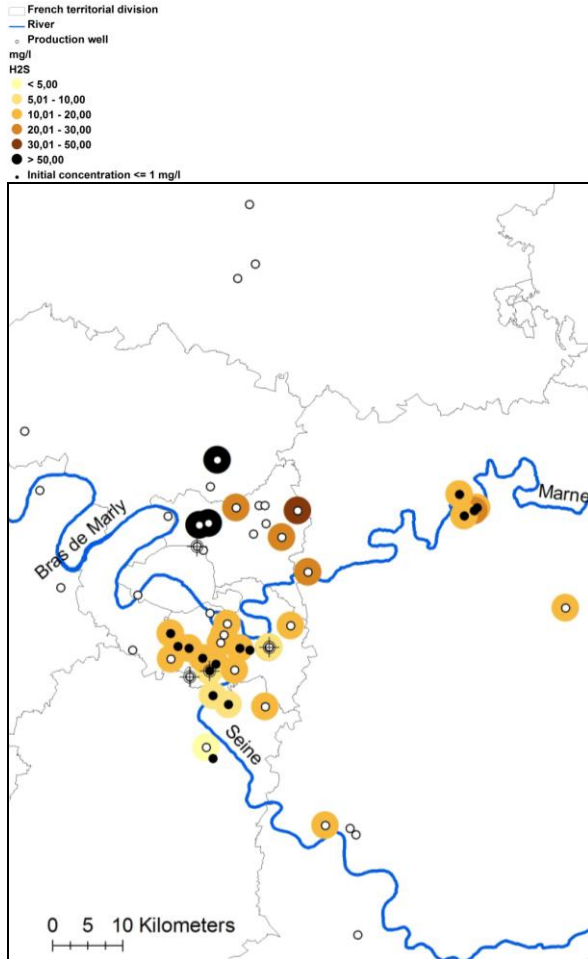 French territorial division
River
Production well
mg/l
H2S
< 5,00
5,01 - 10,00
10,01 - 20,00
20,01 - 30,00
30,01 - 50,00
> 50,00
Initial concentration <= 1 mg/l
Marne
Bras de Marly
Seine
0 5 10 Kilometers